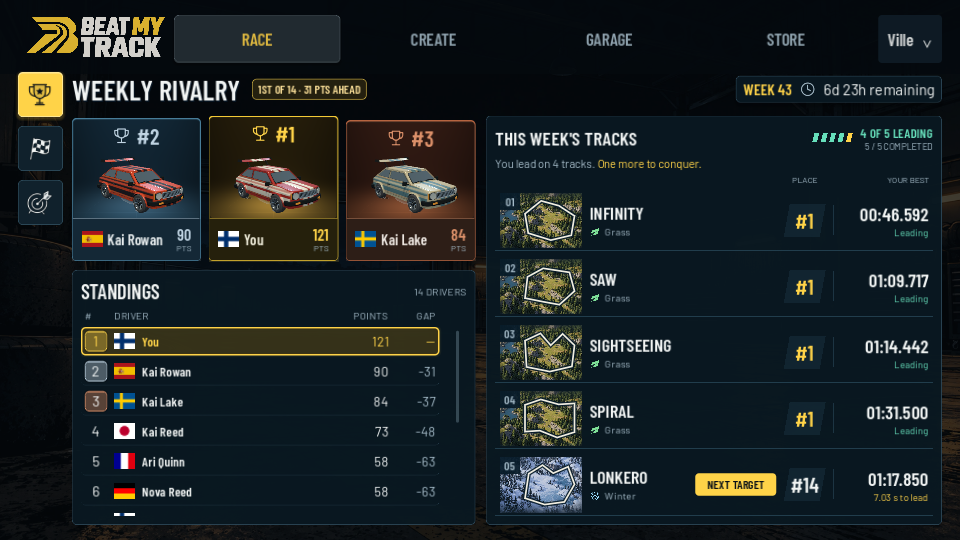 BEAT MY TRACK
RACE
CREATE
GARAGE
STORE
Ville
WEEKLY RIVALRY
1ST OF 14 · 31 PTS AHEAD
WEEK 43
6d 23h remaining
#2
Kai Rowan
90
PTS
#1
You
121
PTS
#3
Kai Lake
84
PTS
STANDINGS
14 DRIVERS
# DRIVER POINTS GAP
1 You 121 —
2 Kai Rowan 90 -31
3 Kai Lake 84 -37
4 Kai Reed 73 -48
5 Ari Quinn 58 -63
6 Nova Reed 58 -63
THIS WEEK'S TRACKS
4 OF 5 LEADING
5 / 5 COMPLETED
You lead on 4 tracks. One more to conquer.
PLACE YOUR BEST
01 INFINITY #1 00:46.592
Grass Leading
02 SAW #1 01:09.717
Grass Leading
03 SIGHTSEEING #1 01:14.442
Grass Leading
04 SPIRAL #1 01:31.500
Grass Leading
05 LONKERO NEXT TARGET #14 01:17.850
Winter 7.03 s to lead